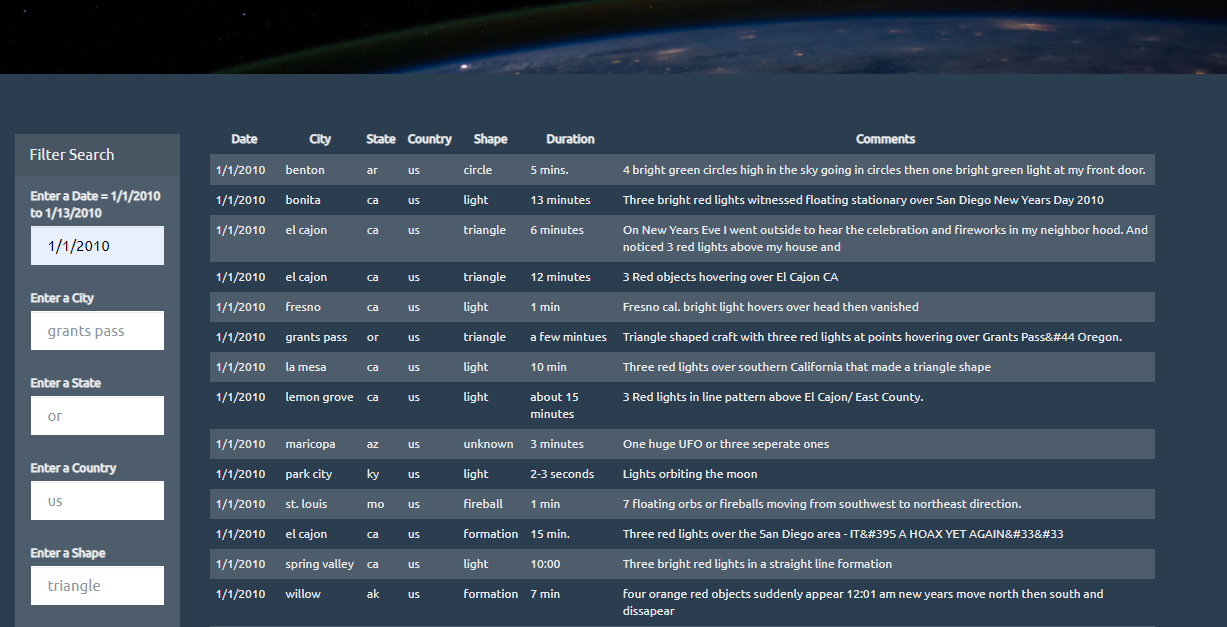 Filter Search
Enter a Date = 1/1/2010
to 1/13/2010
1/1/2010
Enter a City
grants pass
Enter a State
or
Enter a Country
us
Enter a Shape
triangle
Date City State Country Shape Duration Comments
1/1/2010 benton ar us circle 5 mins. 4 bright green circles high in the sky going in circles then one bright green light at my front door.
1/1/2010 bonita ca us light 13 minutes Three bright red lights witnessed floating stationary over San Diego New Years Day 2010
1/1/2010 el cajon ca us triangle 6 minutes On New Years Eve I went outside to hear the celebration and fireworks in my neighbor hood. And
noticed 3 red lights above my house and
1/1/2010 el cajon ca us triangle 12 minutes 3 Red objects hovering over El Cajon CA
1/1/2010 fresno ca us light 1 min Fresno cal. bright light hovers over head then vanished
1/1/2010 grants pass or us triangle a few mintues Triangle shaped craft with three red lights at points hovering over Grants Pass&#44 Oregon.
1/1/2010 la mesa ca us light 10 min Three red lights over southern California that made a triangle shape
1/1/2010 lemon grove ca us light about 15 3 Red lights in line pattern above El Cajon/ East County.
minutes
1/1/2010 maricopa az us unknown 3 minutes One huge UFO or three seperate ones
1/1/2010 park city ky us light 2-3 seconds Lights orbiting the moon
1/1/2010 st. louis mo us fireball 1 min 7 floating orbs or fireballs moving from southwest to northeast direction.
1/1/2010 el cajon ca us formation 15 min. Three red lights over the San Diego area - IT&#39S A HOAX YET AGAIN&#33&#33
1/1/2010 spring valley ca us light 10:00 Three bright red lights in a straight line formation
1/1/2010 willow ak us formation 7 min four orange red objects suddenly appear 12:01 am new years move north then south and
dissapear